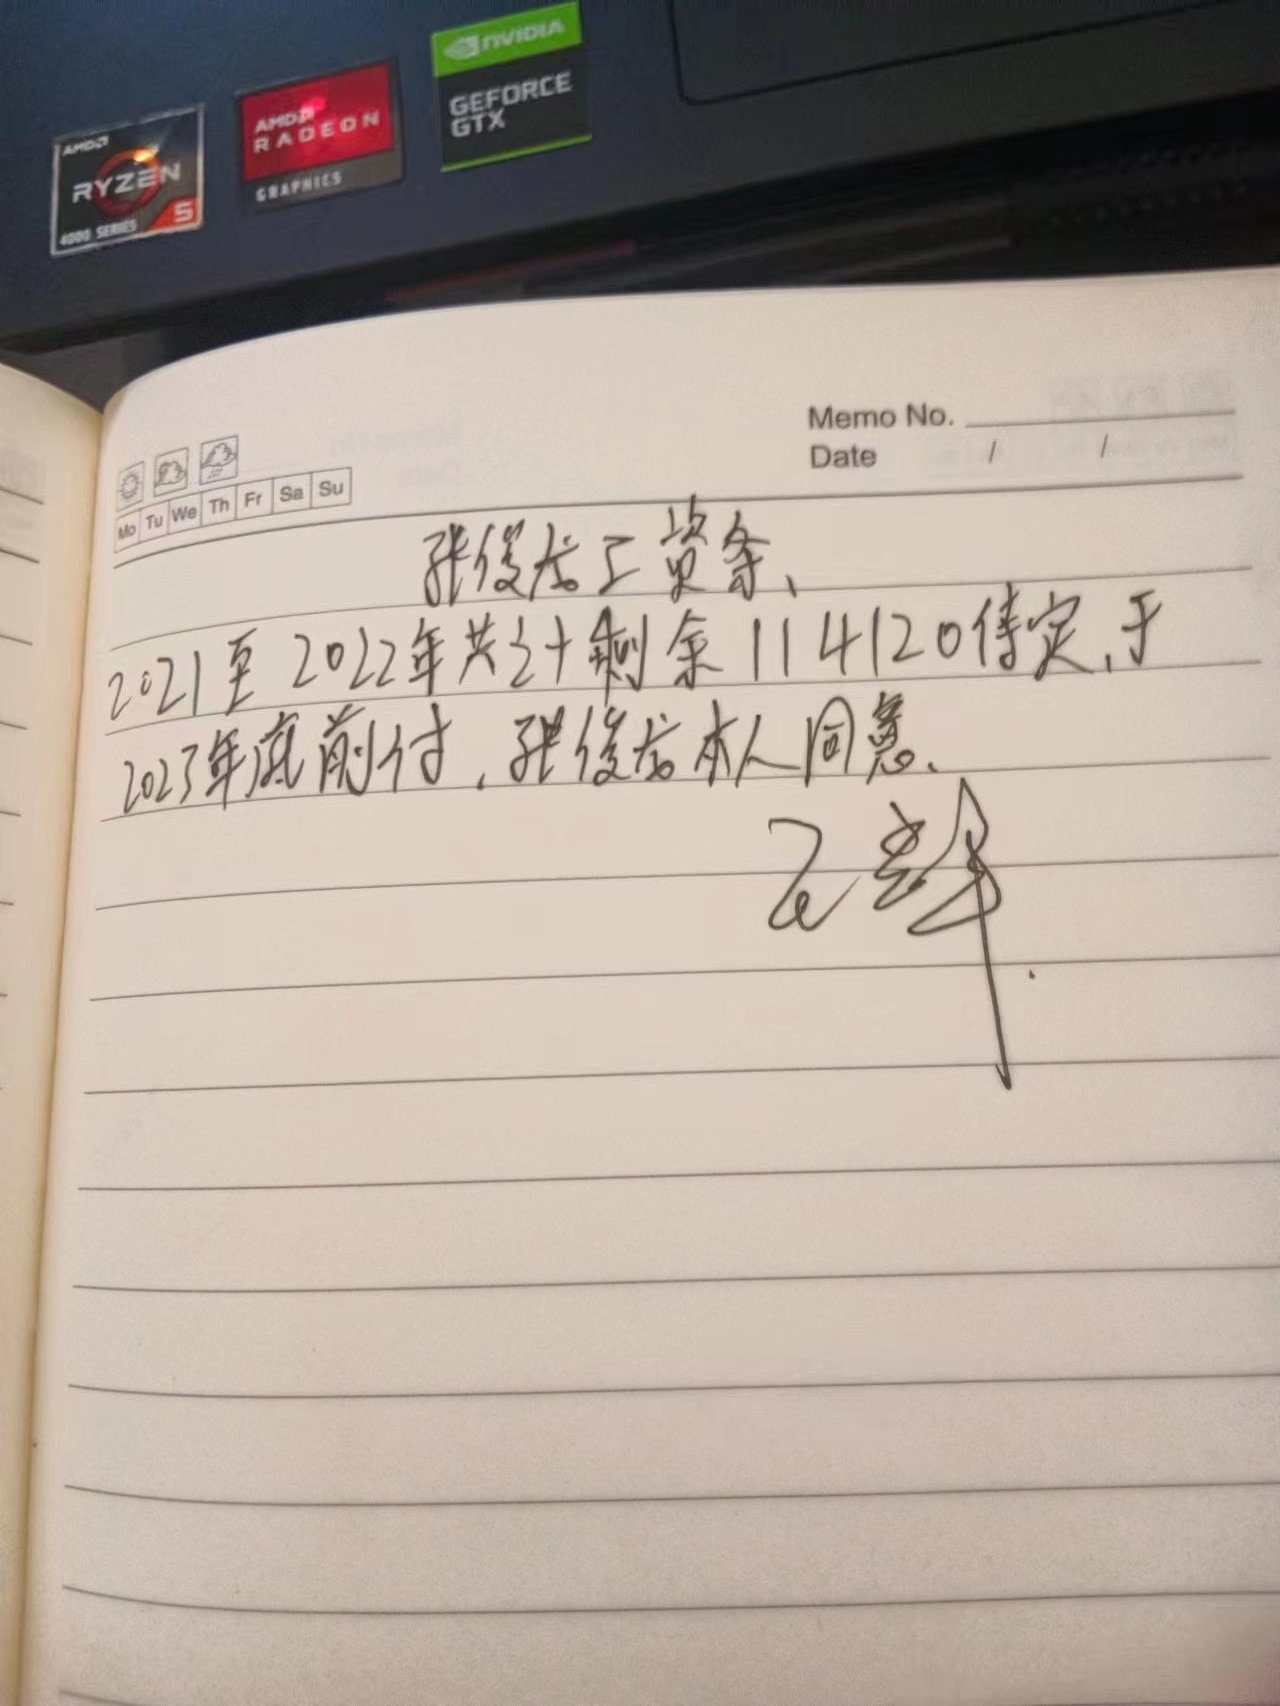 AMD
RYZEN
5
4000 SERIES
AMD
RADEON
GRAPHICS
NVIDIA
GEFORCE
GTX
Memo No.
Date / /
Mo Tu We Th Fr Sa Su
张俊龙工资条、
2021至2022年共计剩余114120待定,于
2023年底前付,张俊龙本人同意、